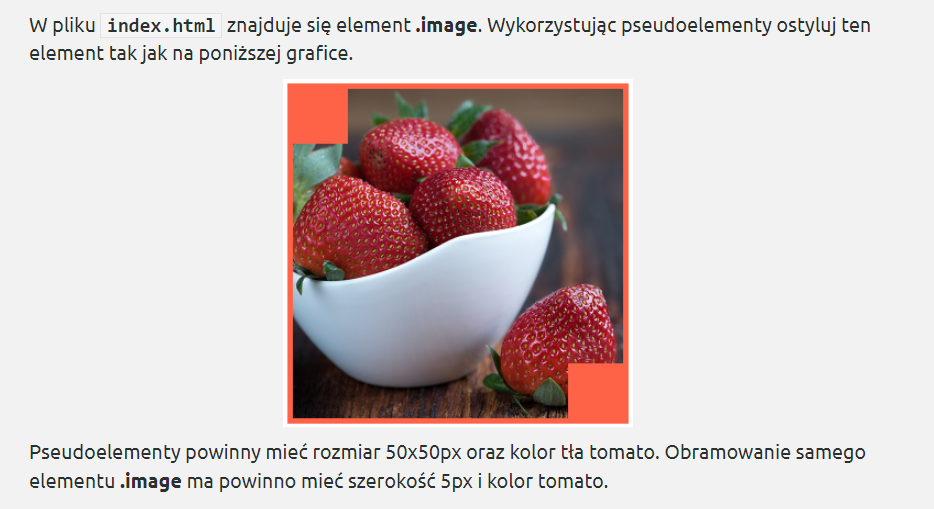 W pliku index.html znajduje się element .image. Wykorzystując pseudoelementy ostyluj ten
element tak jak na poniższej grafice.
Pseudoelementy powinny mieć rozmiar 50x50px oraz kolor tła tomato. Obramowanie samego
elementu .image ma powinno mieć szerokość 5px i kolor tomato.